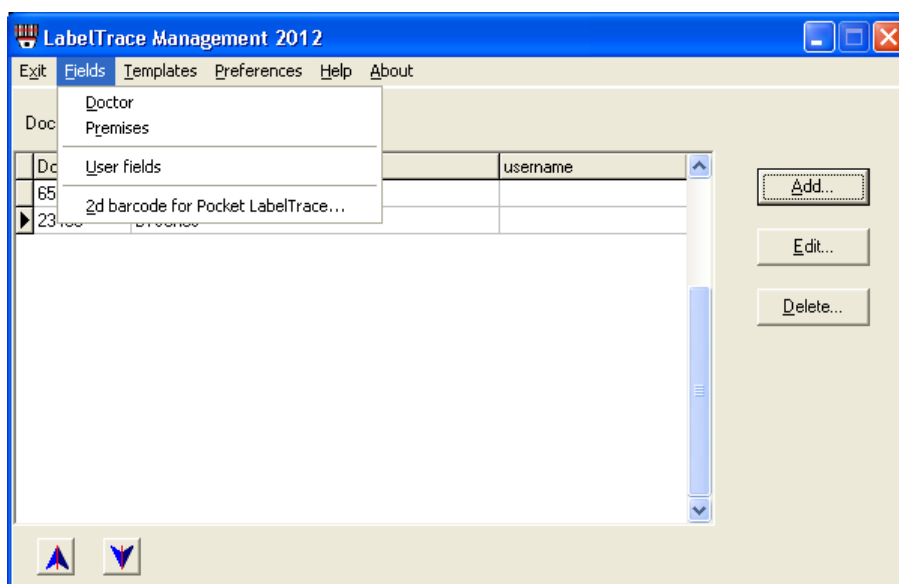 LabelTrace Management 2012
Exit Fields Templates Preferences Help About
Doctor
Doc
Premises
Do
User fields
username
65
2d barcode for Pocket LabelTrace...
Add...
Edit...
Delete...